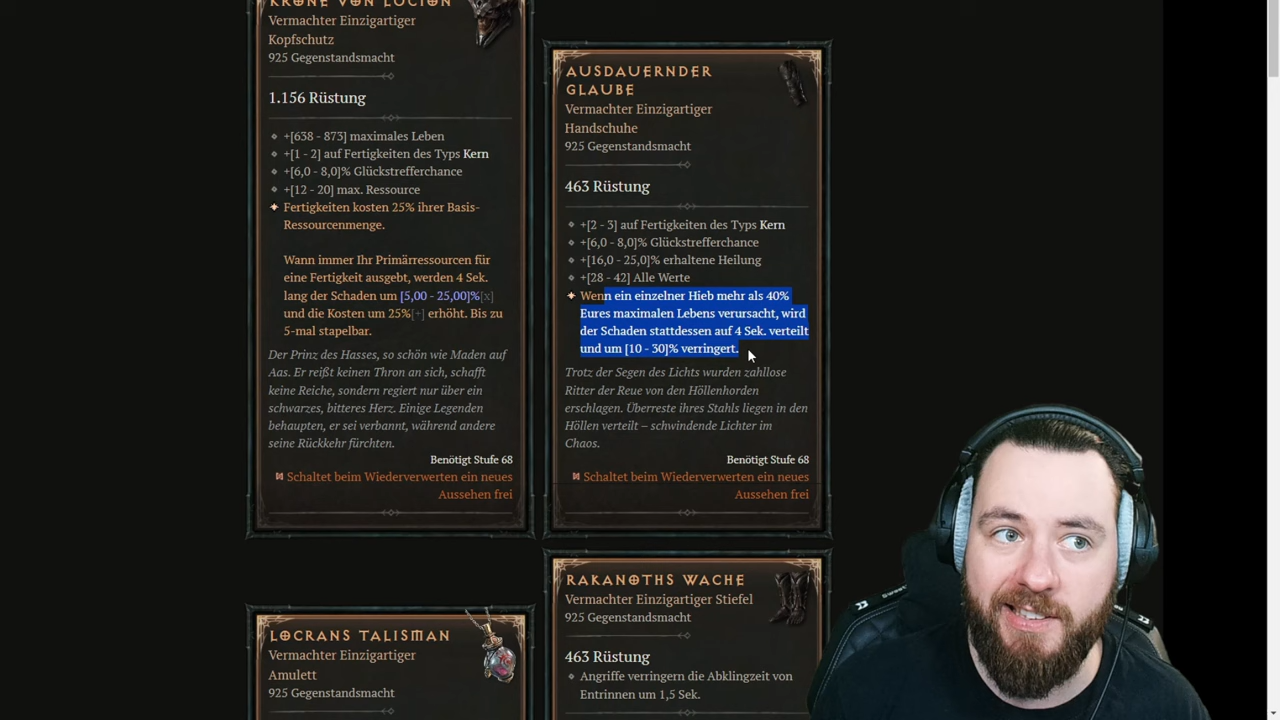 KRONE VON LUCION
Vermachter Einzigartiger
Kopfschutz
925 Gegenstandsmacht
1.156 Rüstung
+[638 - 873] maximales Leben
+[1 - 2] auf Fertigkeiten des Typs Kern
+[6,0 - 8,0]% Glückstrefferchance
+[12 - 20] max. Ressource
Fertigkeiten kosten 25% ihrer Basis-
Ressourcenmenge.
Wann immer Ihr Primärressourcen für
eine Fertigkeit ausgebt, werden 4 Sek.
lang der Schaden um [5,00 - 25,00]%[x]
und die Kosten um 25%[+] erhöht. Bis zu
5-mal stapelbar.
Der Prinz des Hasses, so schön wie Maden auf
Aas. Er reißt keinen Thron an sich, schafft
keine Reiche, sondern regiert nur über ein
schwarzes, bitteres Herz. Einige Legenden
behaupten, er sei verbannt, während andere
seine Rückkehr fürchten.
Benötigt Stufe 68
Schaltet beim Wiederverwerten ein neues
Aussehen frei
AUSDAUERNDER
GLAUBE
Vermachter Einzigartiger
Handschuhe
925 Gegenstandsmacht
463 Rüstung
+[2 - 3] auf Fertigkeiten des Typs Kern
+[6,0 - 8,0]% Glückstrefferchance
+[16,0 - 25,0]% erhaltene Heilung
+[28 - 42] Alle Werte
Wenn ein einzelner Hieb mehr als 40%
Eures maximalen Lebens verursacht, wird
der Schaden stattdessen auf 4 Sek. verteilt
und um [10 - 30]% verringert.
Trotz der Segen des Lichts wurden zahllose
Ritter der Reue von den Höllenhorden
erschlagen. Überreste ihres Stahls liegen in den
Höllen verteilt – schwindende Lichter im
Chaos.
Benötigt Stufe 68
Schaltet beim Wiederverwerten ein neues
Aussehen frei
LOCRANS TALISMAN
Vermachter Einzigartiger
Amulett
925 Gegenstandsmacht
RAKANOTHS WACHE
Vermachter Einzigartiger Stiefel
925 Gegenstandsmacht
463 Rüstung
Angriffe verringern die Abklingzeit von
Entrinnen um 1,5 Sek.